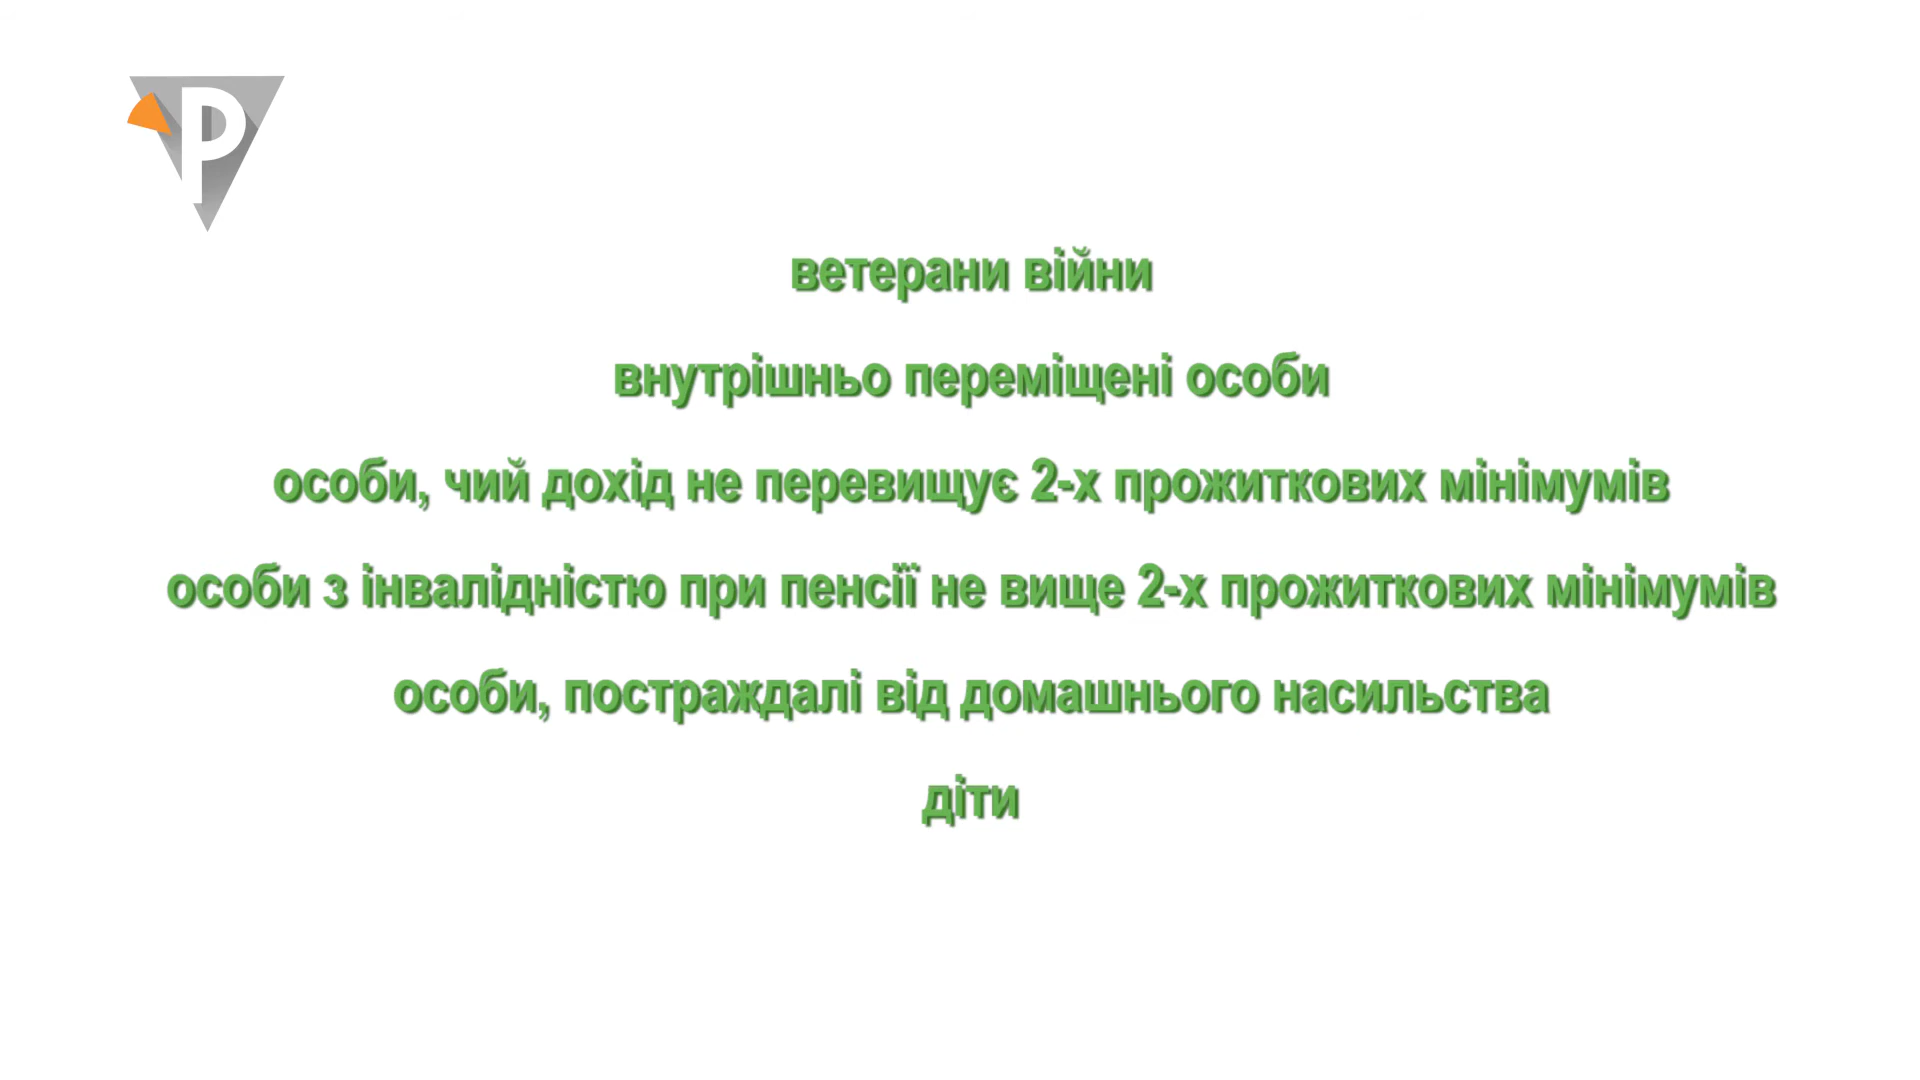 P
ветерани війни
внутрішньо переміщені особи
особи, чий дохід не перевищує 2-х прожиткових мінімумів
особи з інвалідністю при пенсії не вище 2-х прожиткових мінімумів
особи, постраждалі від домашнього насильства
діти